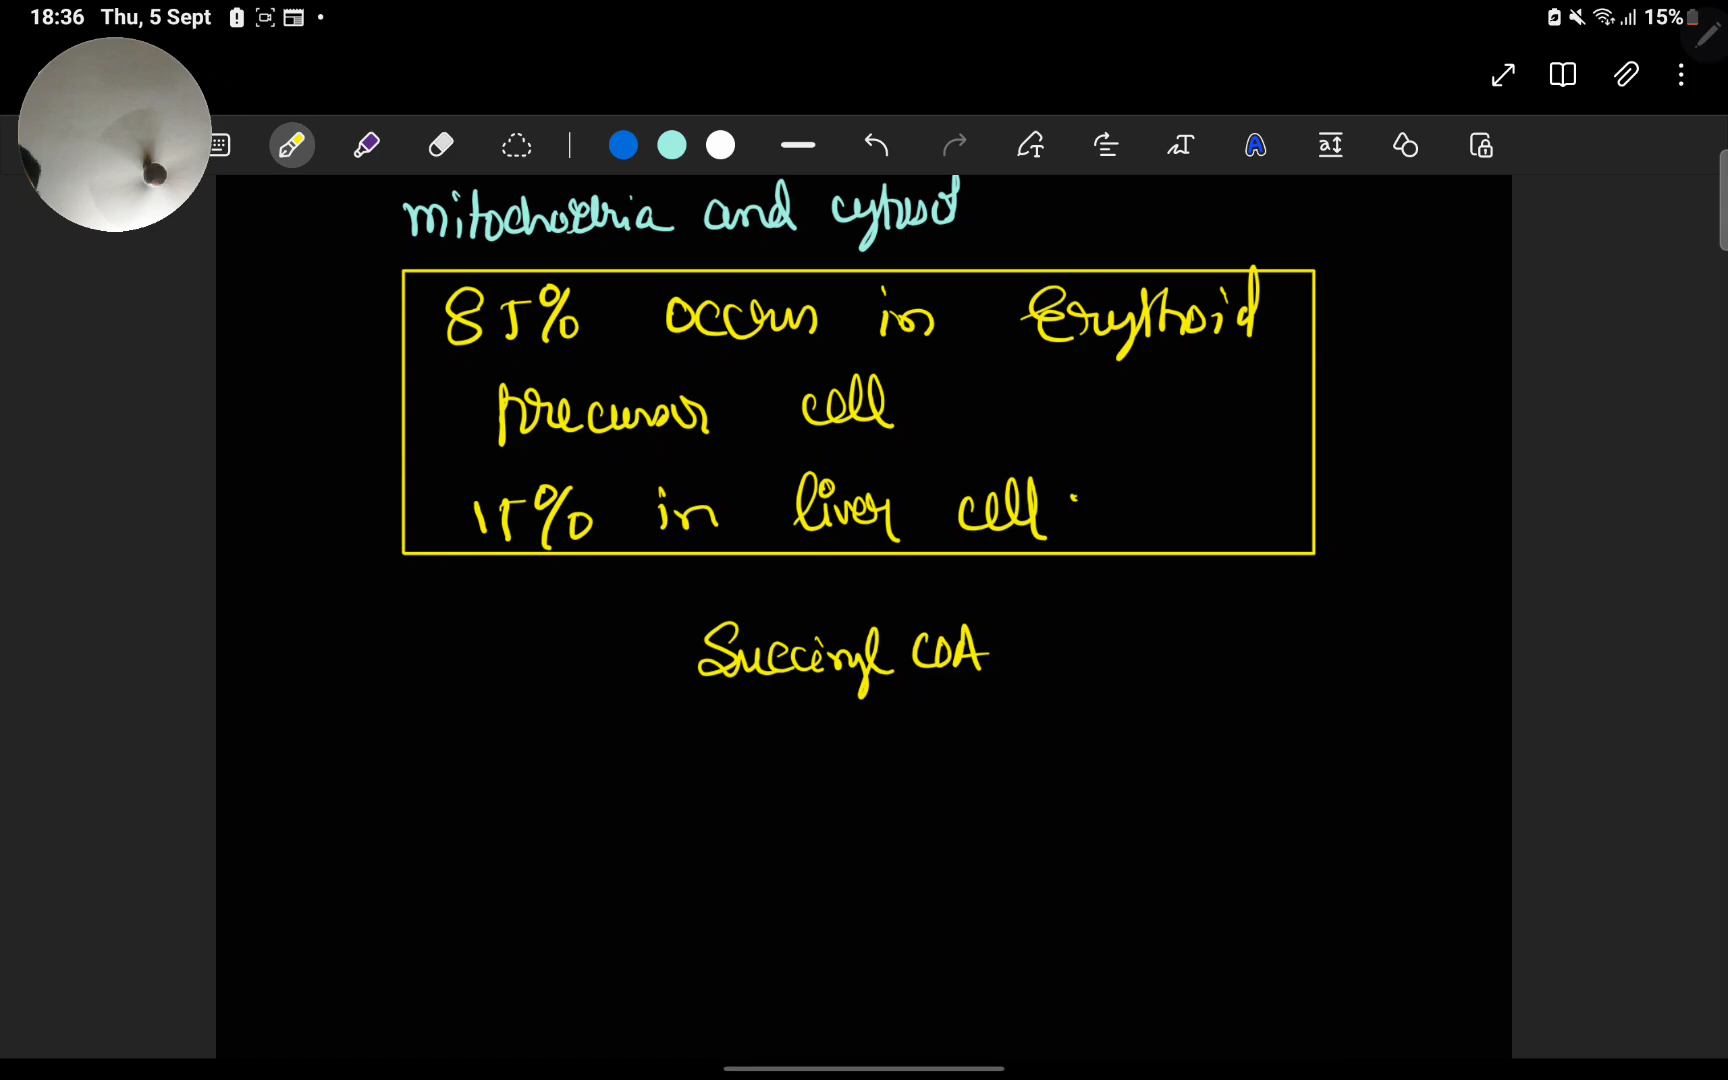 18:36 Thu, 5 Sept 15%
mitochondria and cytosol
85% occurs in Erythroid
precursor cell
15% in liver cell.
Succinyl COA